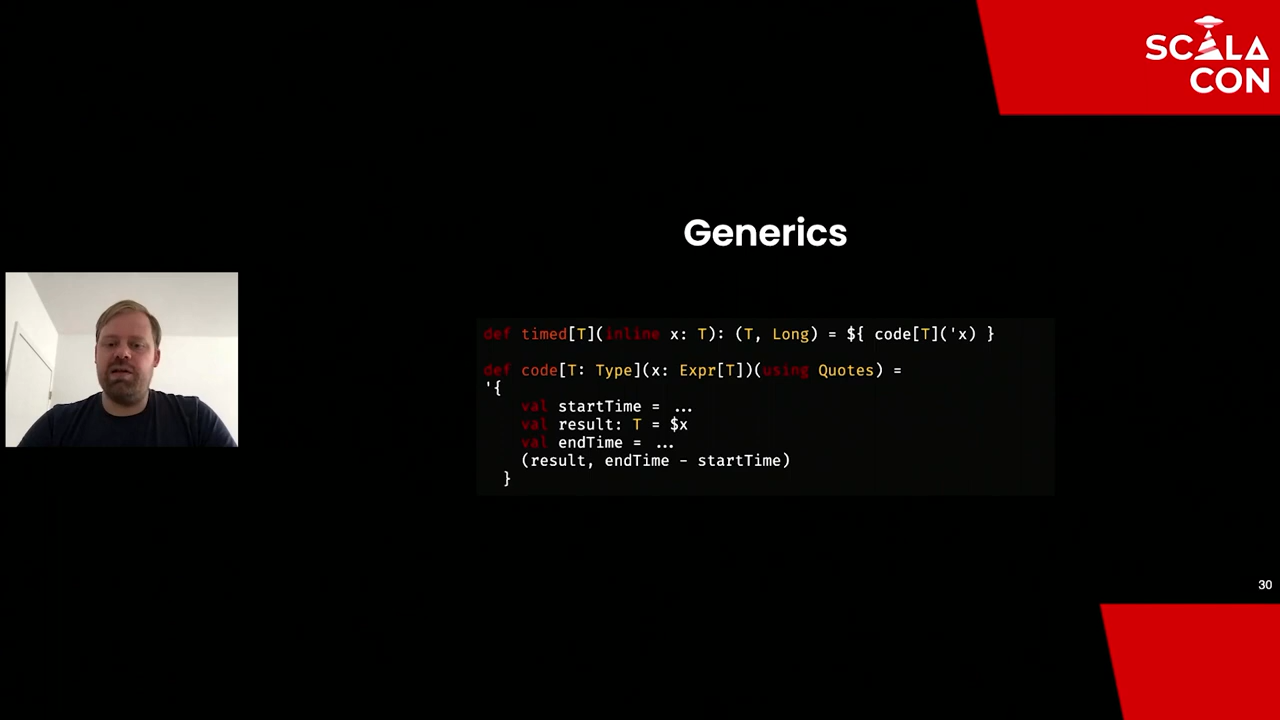 SCALA
CON
Generics
def timed[T](inline x: T): (T, Long) = ${ code[T]('x) }
def code[T: Type](x: Expr[T])(using Quotes) =
'{
val startTime = ...
val result: T = $x
val endTime = ...
(result, endTime - startTime)
}
30